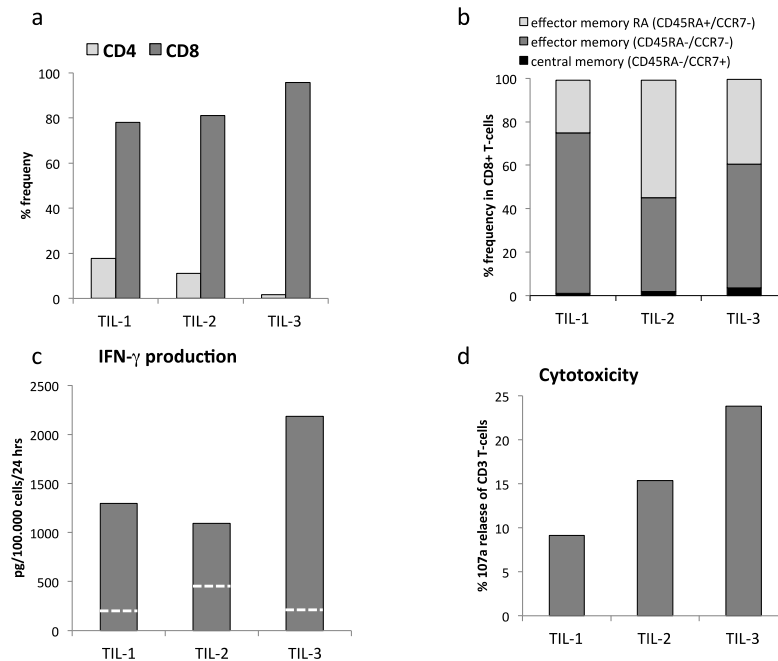 a
CD4 CD8
% frequeny
100
80
60
40
20
0
TIL-1 TIL-2 TIL-3
b
effector memory RA (CD45RA+/CCR7-)
effector memory (CD45RA-/CCR7-)
central memory (CD45RA-/CCR7+)
% frequency in CD8+ T-cells
100
80
60
40
20
0
TIL-1 TIL-2 TIL-3
c
IFN-γ production
pg/100.000 cells/24 hrs
2500
2000
1500
1000
500
0
TIL-1 TIL-2 TIL-3
d
Cytotoxicity
% 107a relaese of CD3 T-cells
25
20
15
10
5
0
TIL-1 TIL-2 TIL-3